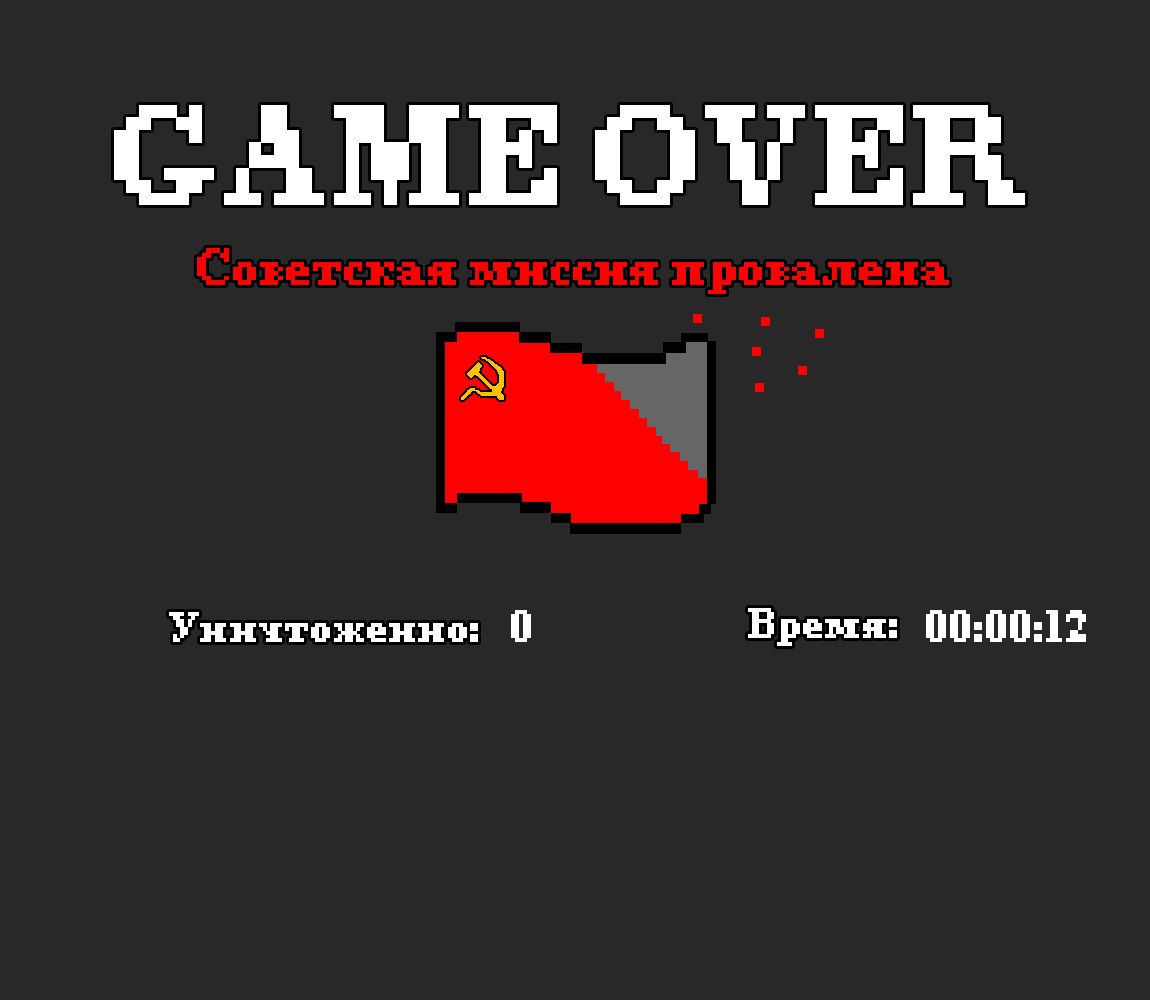 GAME OVER
Советская миссия провалена
Уничтоженно: 0 Время: 00:00:12